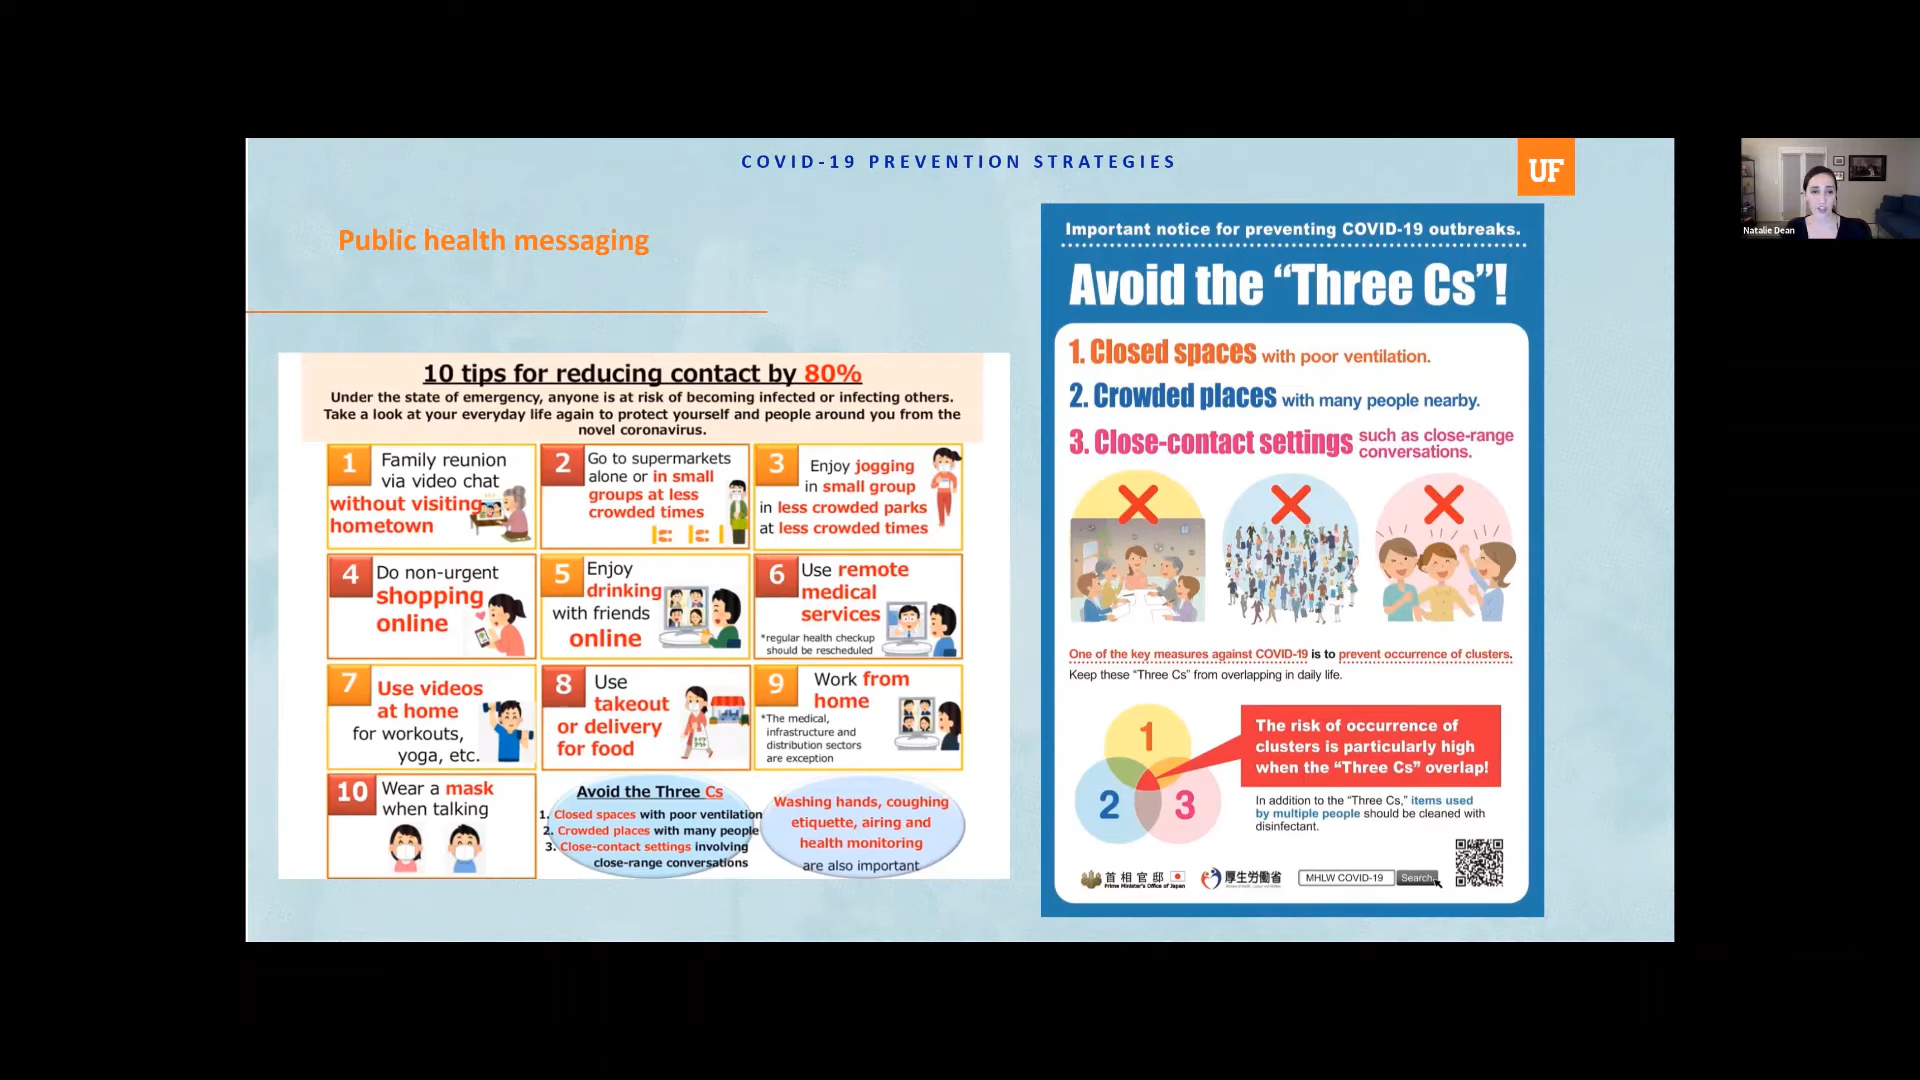 COVID-19 PREVENTION STRATEGIES
UF
Public health messaging
10 tips for reducing contact by 80%
Under the state of emergency, anyone is at risk of becoming infected or infecting others.
Take a look at your everyday life again to protect yourself and people around you from the
novel coronavirus.
1
Family reunion
via video chat
without visiting
hometown
2
Go to supermarkets
alone or in small
groups at less
crowded times
3
Enjoy jogging
in small group
in less crowded parks
at less crowded times
4
Do non-urgent
shopping
online
5
Enjoy
drinking
with friends
online
6
Use remote
medical
services
*regular health checkup
should be rescheduled
7
Use videos
at home
for workouts,
yoga, etc.
8
Use
takeout
or delivery
for food
9
Work from
home
*The medical,
infrastructure and
distribution sectors
are exception
10
Wear a mask
when talking
Avoid the Three Cs
1. Closed spaces with poor ventilation
2. Crowded places with many people
3. Close-contact settings involving
close-range conversations
Washing hands, coughing
etiquette, airing and
health monitoring
are also important
Important notice for preventing COVID-19 outbreaks.
Avoid the “Three Cs”!
1. Closed spaces with poor ventilation.
2. Crowded places with many people nearby.
3. Close-contact settings such as close-range
conversations.
One of the key measures against COVID-19 is to prevent occurrence of clusters.
Keep these “Three Cs” from overlapping in daily life.
1
2
3
The risk of occurrence of
clusters is particularly high
when the “Three Cs” overlap!
In addition to the “Three Cs,” items used
by multiple people should be cleaned with
disinfectant.
首相官邸
Prime Minister's Office of Japan
厚生労働省
MHLW COVID-19
Search
Natalie Dean